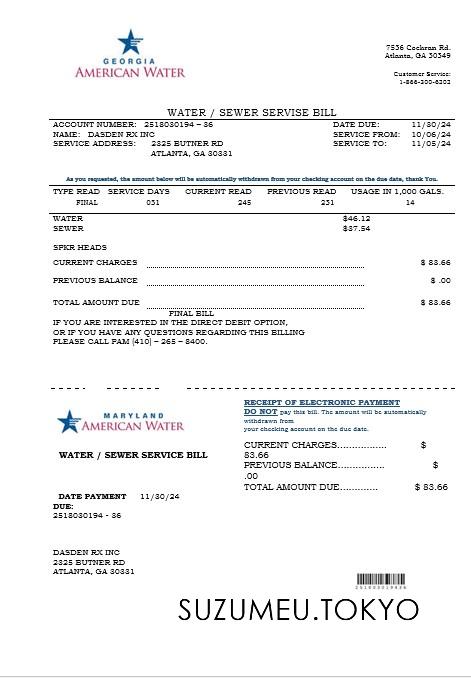 GEORGIA
AMERICAN WATER
7536 Cochran Rd.
Atlanta, GA 30349
Customer Service:
1-866-300-6202
WATER / SEWER SERVISE BILL
ACCOUNT NUMBER: 2518030194 – 36 DATE DUE: 11/30/24
NAME: DASDEN RX INC SERVICE FROM: 10/06/24
SERVICE ADDRESS: 2325 BUTNER RD SERVICE TO: 11/05/24
ATLANTA, GA 30331
As you requested, the amount below will be automatically withdrawn from your checking account on the due date, thank You.
TYPE READ SERVICE DAYS CURRENT READ PREVIOUS READ USAGE IN 1,000 GALS.
FINAL 031 245 231 14
WATER $46.12
SEWER $37.54
SPKR HEADS
CURRENT CHARGES $ 83.66
PREVIOUS BALANCE $ .00
TOTAL AMOUNT DUE $ 83.66
FINAL BILL
IF YOU ARE INTERESTED IN THE DIRECT DEBIT OPTION,
OR IF YOU HAVE ANY QUESTIONS REGARDING THIS BILLING
PLEASE CALL PAM (410) – 265 – 8400.
MARYLAND
AMERICAN WATER
WATER / SEWER SERVICE BILL
DATE PAYMENT 11/30/24
DUE:
2518030194 - 36
DASDEN RX INC
2325 BUTNER RD
ATLANTA, GA 30331
RECEIPT OF ELECTRONIC PAYMENT
DO NOT pay this bill. The amount will be automatically
withdrawn from
your checking account on the due date.
CURRENT CHARGES................. $
83.66
PREVIOUS BALANCE................ $
.00
TOTAL AMOUNT DUE............. $ 83.66
SUZUMEU.TOKYO